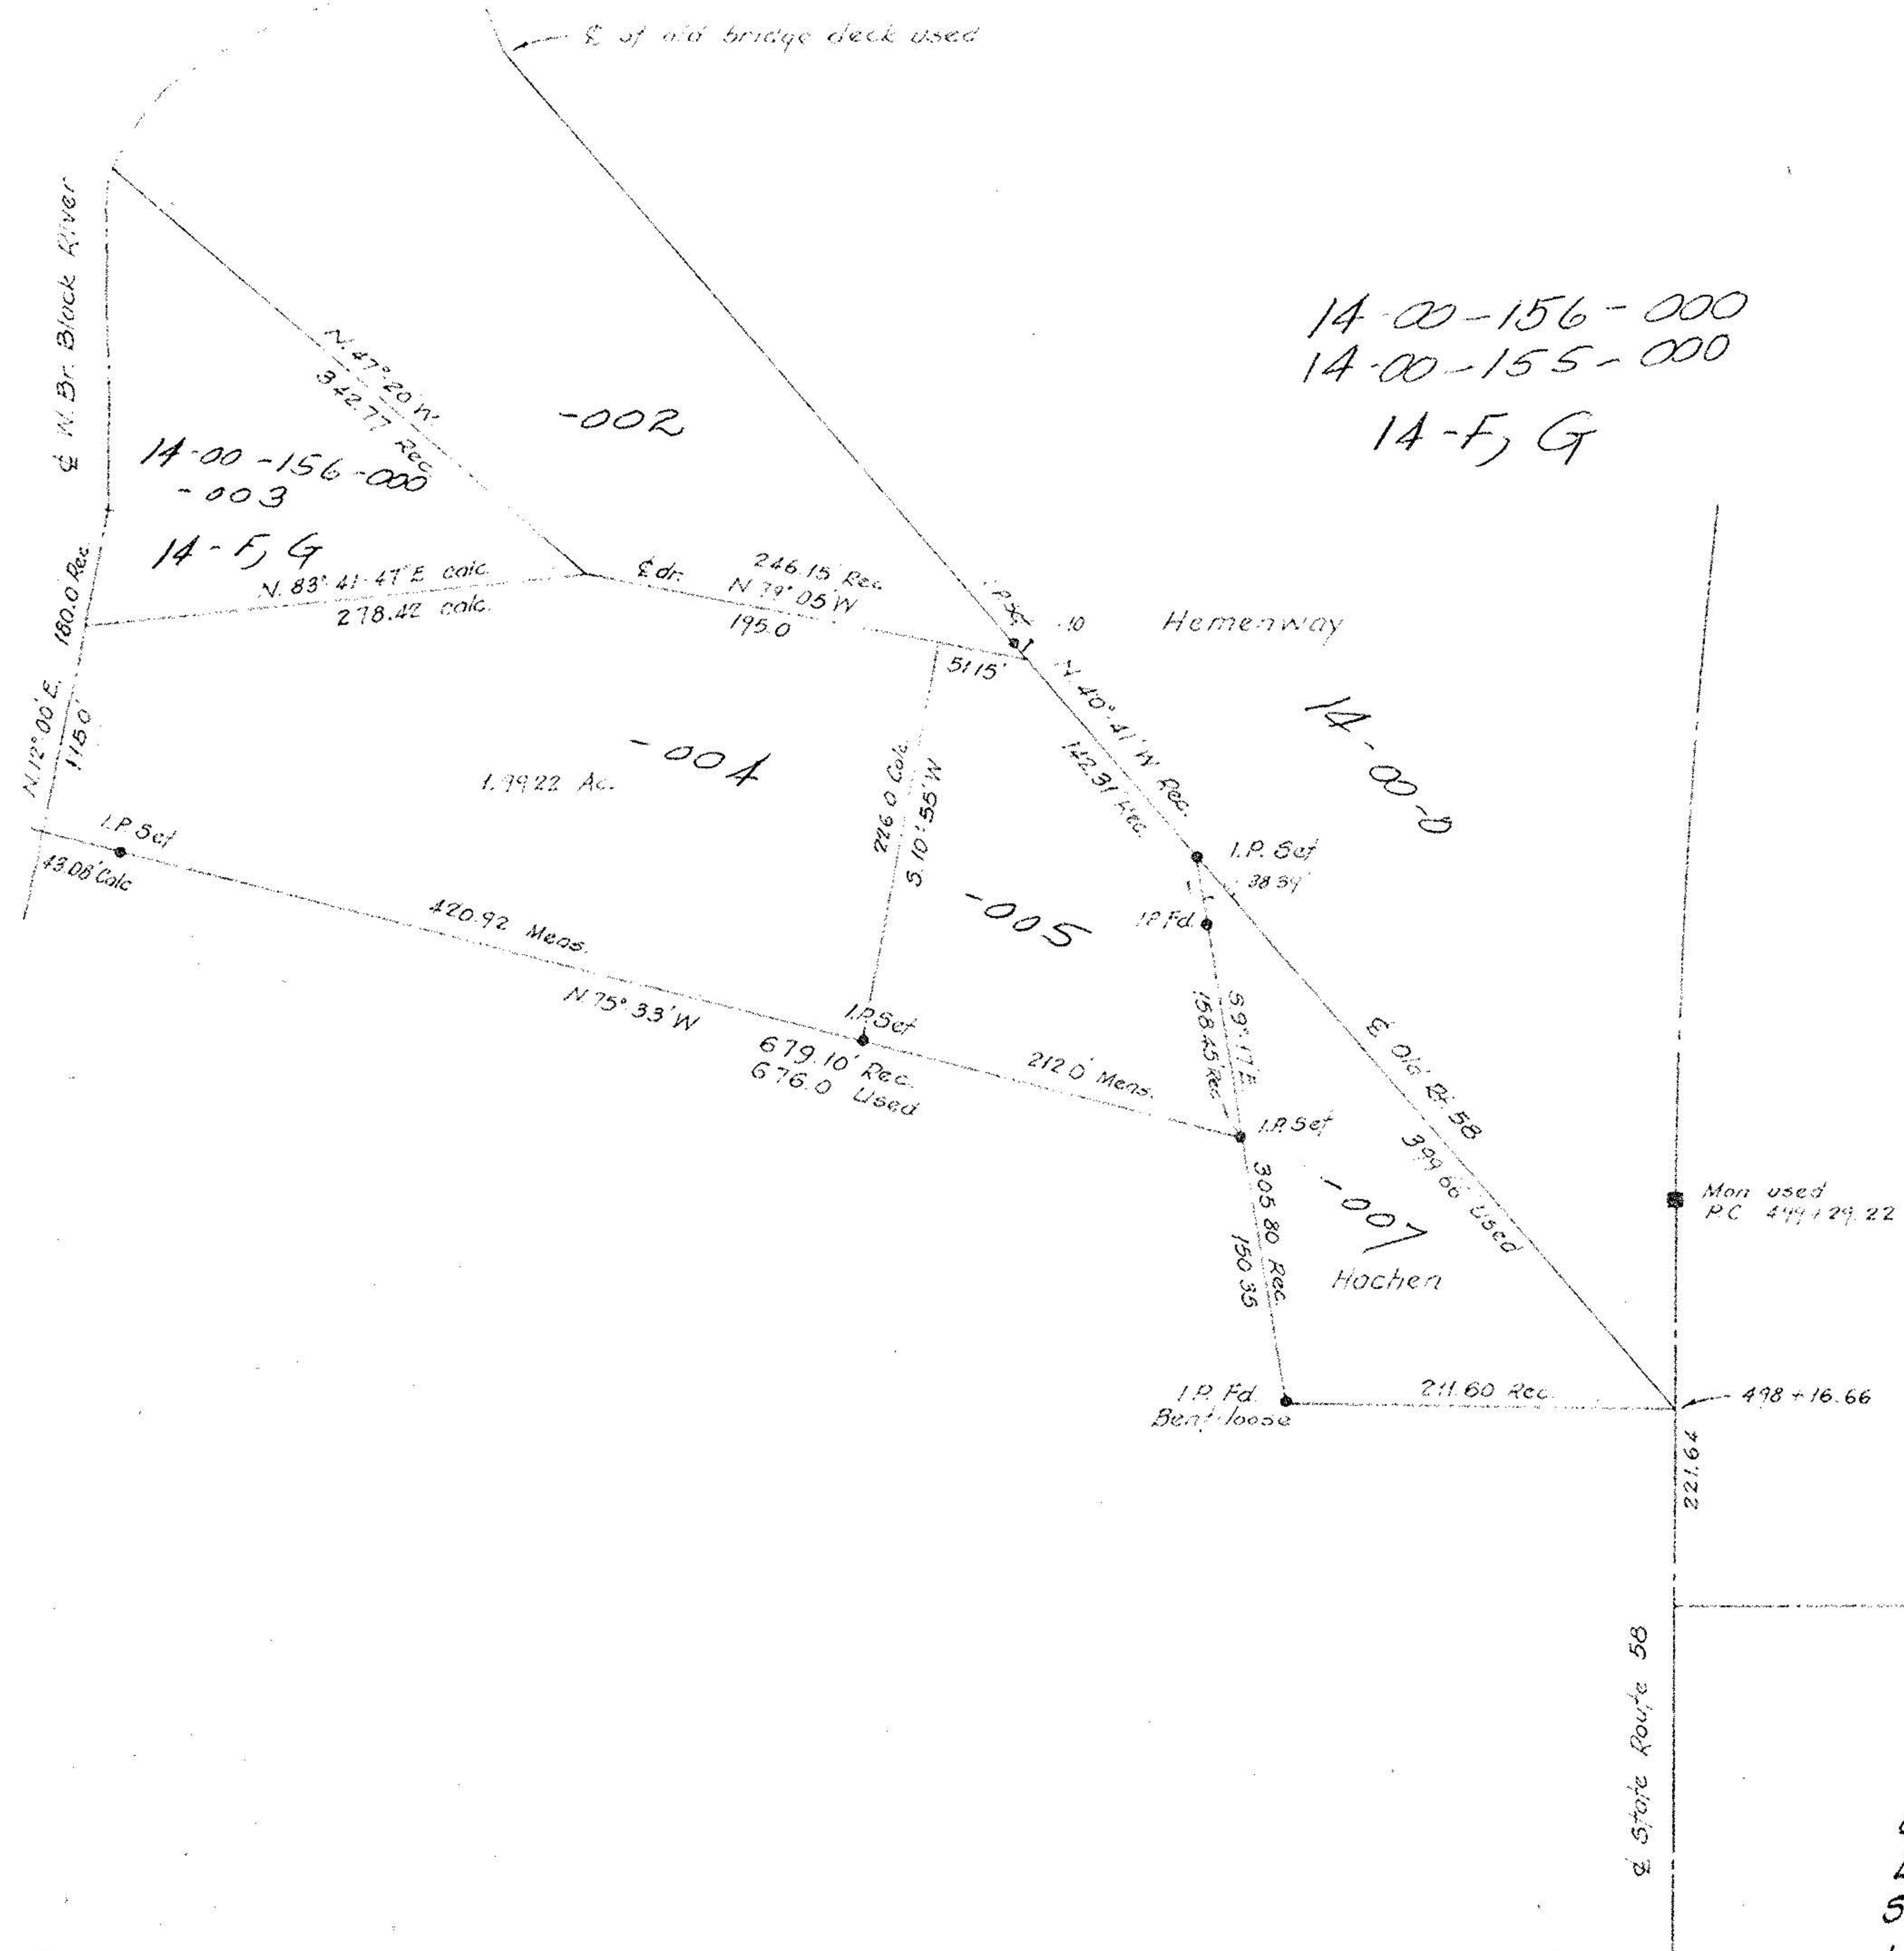 ℄ of old bridge deck used
℄ W. Br. Black River
14-00-156-000
14-00-155-000
14-F, G
N. 47°-20' W.
342.77 Rec.
-002
14-00-156-000
-003
14-F, G
180.0 Rec.
N. 83°-41'-47" E calc.
278.42 calc.
℄ dr.
246.15 Rec.
N 79° 05' W
195.0
51.15'
Hemenway
N. 12° 00' E.
115.0'
-004
1.9922 Ac.
226.0 Calc.
S. 10° 55' W
N. 40°-41' W Rec.
142.31' Rec.
14-00-0
I.P. Set
43.08' Calc
420.92 Meas.
N. 75° 33' W
I.P. Set
38.39'
I.P. Fd.
-005
I.P. Set
679.10' Rec.
676.0 Used
212.0' Meas.
S 9°-17' E
158.45 Rec.
I.P. Set
℄ Old Rt. 58
399.66 Used
305.80 Rec.
150.35
-007
Hachen
Mon used
P.C. 499+29.22
I.P. Fd.
Bent-loose
211.60 Rec.
498+16.66
221.64
℄ State Route 58